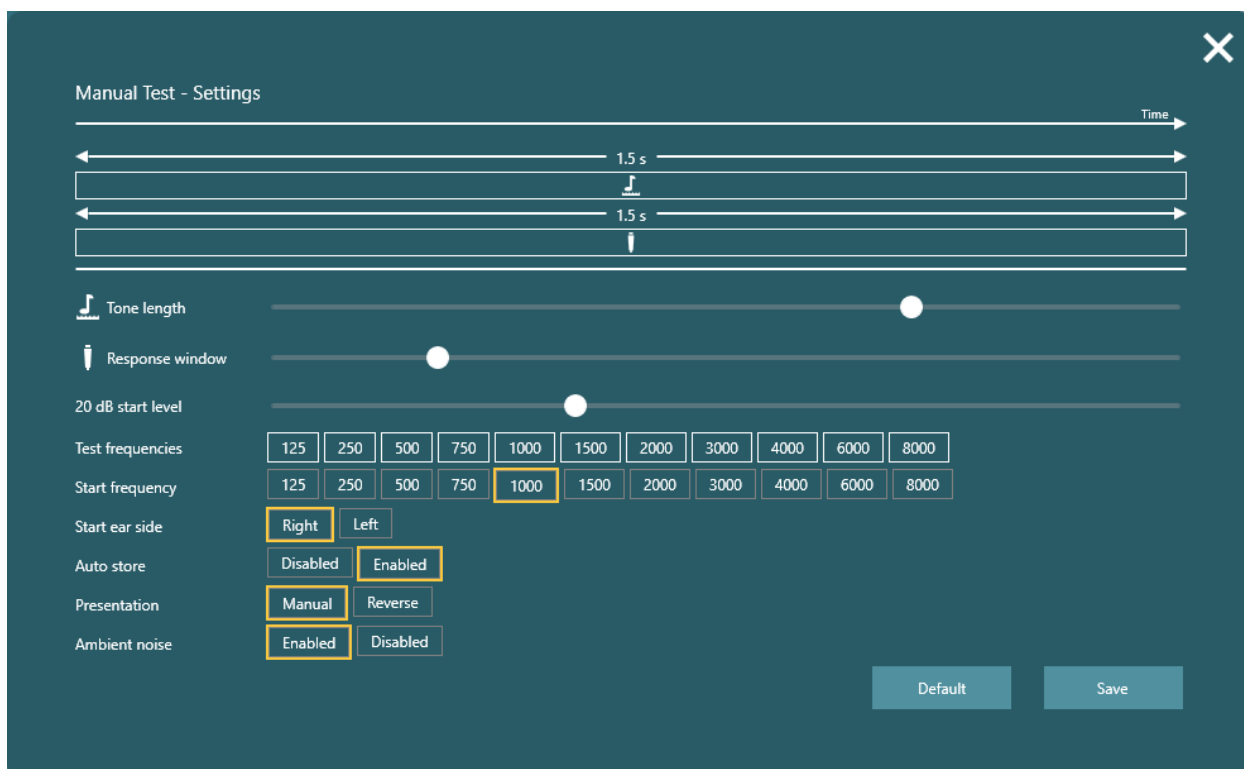 Manual Test - Settings
Time
1.5 s
1.5 s
Tone length
Response window
20 dB start level
Test frequencies 125 250 500 750 1000 1500 2000 3000 4000 6000 8000
Start frequency 125 250 500 750 1000 1500 2000 3000 4000 6000 8000
Start ear side Right Left
Auto store Disabled Enabled
Presentation Manual Reverse
Ambient noise Enabled Disabled
Default Save